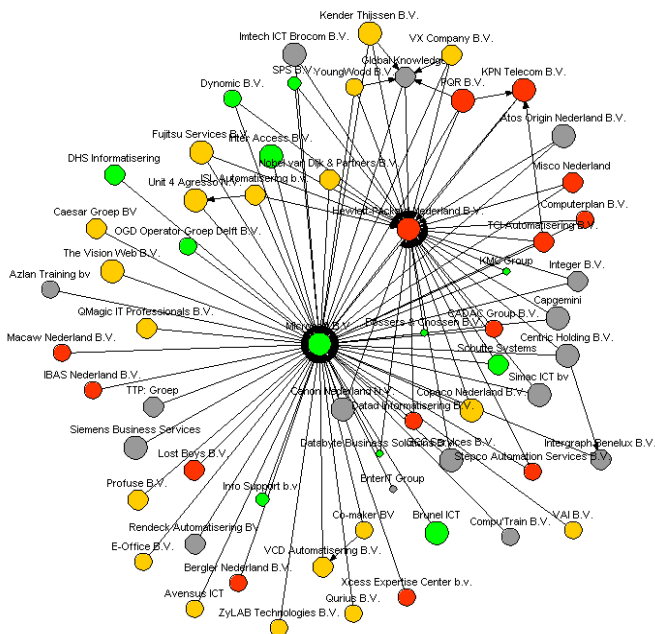 Kender Thijssen B.V.
Imtech ICT Brocom B.V.
VX Company B.V.
Global Knowledge
SPS B.V.
YoungWood B.V.
KPN Telecom B.V.
PQR B.V.
Dynomic B.V.
Atos Origin Nederland B.V.
Fujitsu Services B.V.
Inter Access B.V.
DHS Informatisering
Nobel van Dijk & Partners B.V.
Misco Nederland
ISL Automatisering b.v.
Unit 4 Agresso N.V.
Caesar Groep BV
Hewlett-Packard Nederland B.V.
Computerplan B.V.
OGD Operator Groep Delft B.V.
TCI Automatisering B.V.
The Vision Web B.V.
KMC Group
Azlan Training bv
Integer B.V.
Capgemini
QMagic IT Professionals B.V.
Microsoft B.V.
CADAC Group B.V.
Macaw Nederland B.V.
Schutte Systems
Centric Holding B.V.
IBAS Nederland B.V.
Simac ICT bv
TTP: Groep
Canon Nederland N.V.
Copaco Nederland B.V.
Datad Informatisering B.V.
Siemens Business Services
Databyte Business Solutions B.V.
Intergraph Benelux B.V.
Lost Boys B.V.
Stepco Automation Services B.V.
Profuse B.V.
Info Support b.v.
EnterIT Group
Rendeck Automatisering BV
Co-maker BV
Brunel ICT
Compu'Train B.V.
VAI B.V.
E-Office B.V.
VCD Automatisering B.V.
Bergler Nederland B.V.
Xcess Expertise Center b.v.
Avensus ICT
Qurius B.V.
ZyLAB Technologies B.V.